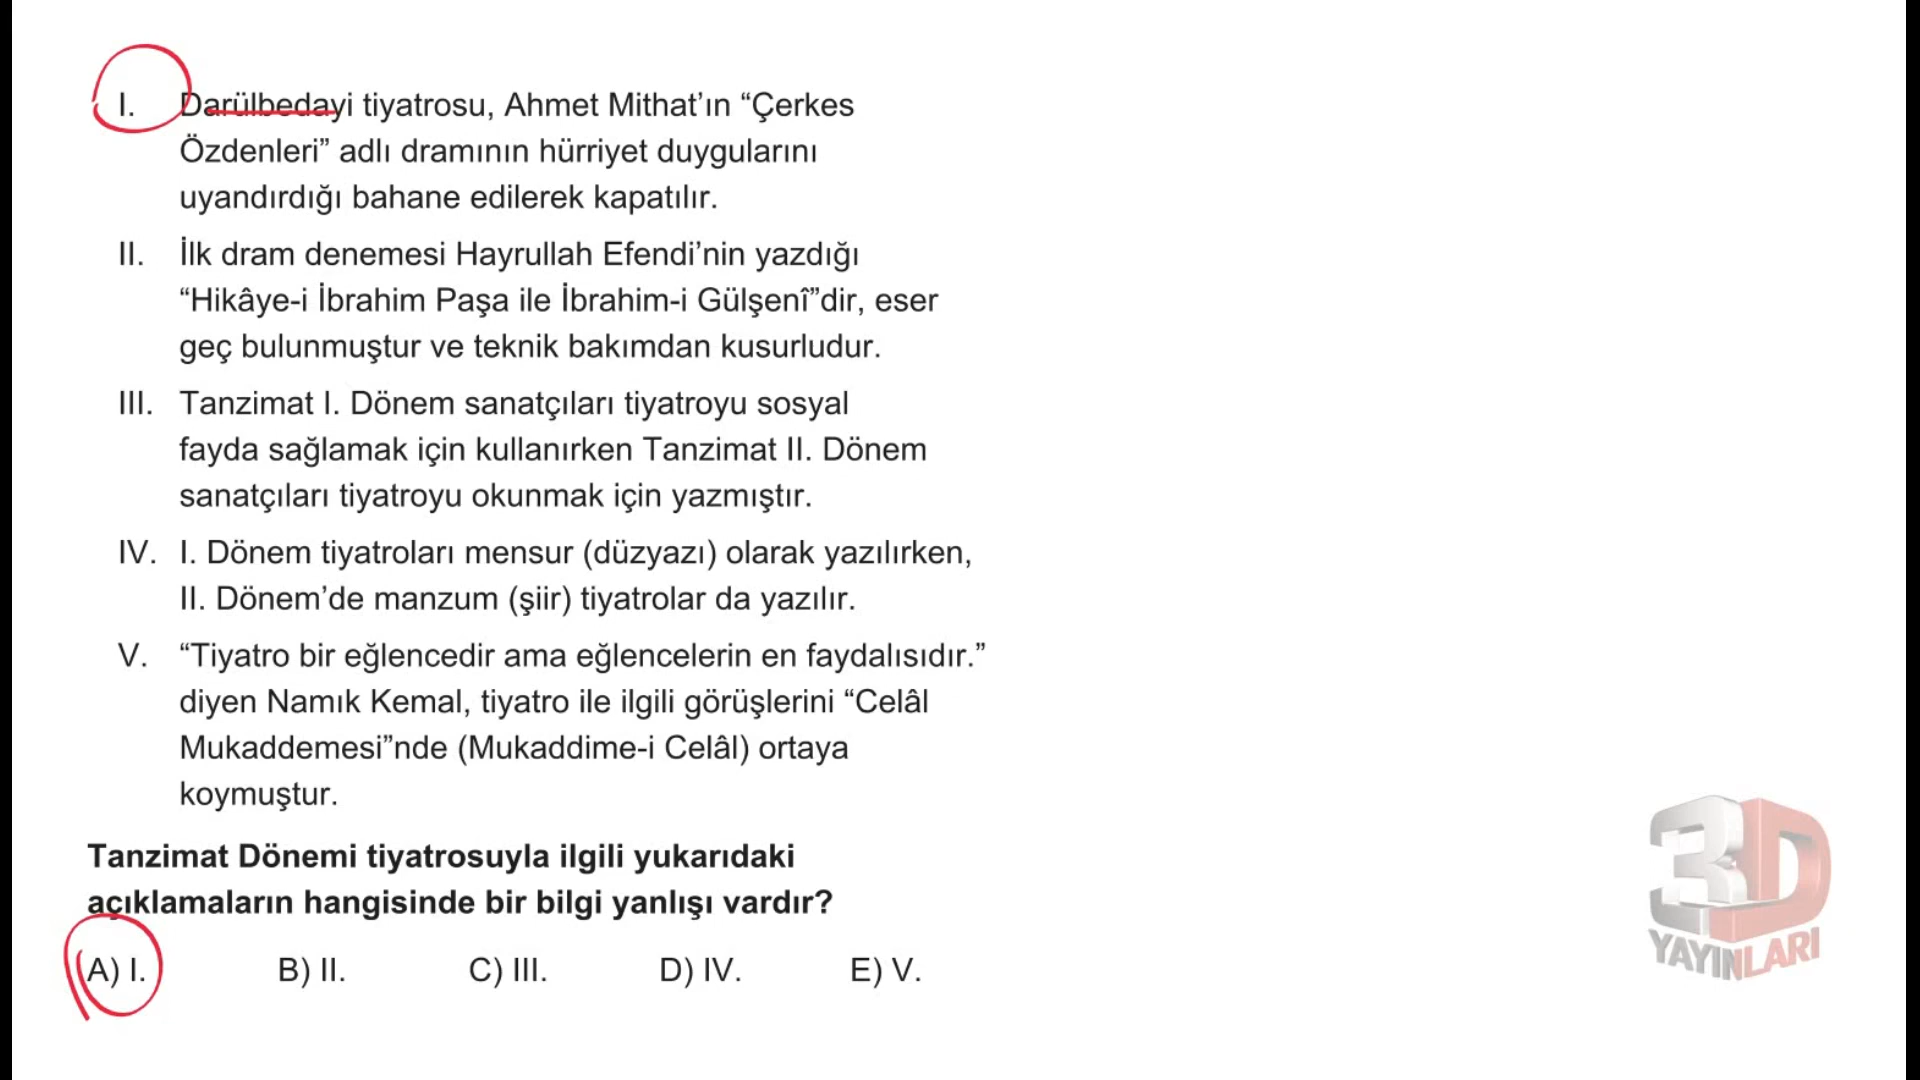 I. Darülbedayi tiyatrosu, Ahmet Mithat’ın “Çerkes
Özdenleri” adlı dramının hürriyet duygularını
uyandırdığı bahane edilerek kapatılır.
II. İlk dram denemesi Hayrullah Efendi’nin yazdığı
“Hikâye-i İbrahim Paşa ile İbrahim-i Gülşenî”dir, eser
geç bulunmuştur ve teknik bakımdan kusurludur.
III. Tanzimat I. Dönem sanatçıları tiyatroyu sosyal
fayda sağlamak için kullanırken Tanzimat II. Dönem
sanatçıları tiyatroyu okunmak için yazmıştır.
IV. I. Dönem tiyatroları mensur (düzyazı) olarak yazılırken,
II. Dönem’de manzum (şiir) tiyatrolar da yazılır.
V. “Tiyatro bir eğlencedir ama eğlencelerin en faydalısıdır.”
diyen Namık Kemal, tiyatro ile ilgili görüşlerini “Celâl
Mukaddemesi”nde (Mukaddime-i Celâl) ortaya
koymuştur.
Tanzimat Dönemi tiyatrosuyla ilgili yukarıdaki
açıklamaların hangisinde bir bilgi yanlışı vardır?
A) I. B) II. C) III. D) IV. E) V.
3D
YAYINLARI